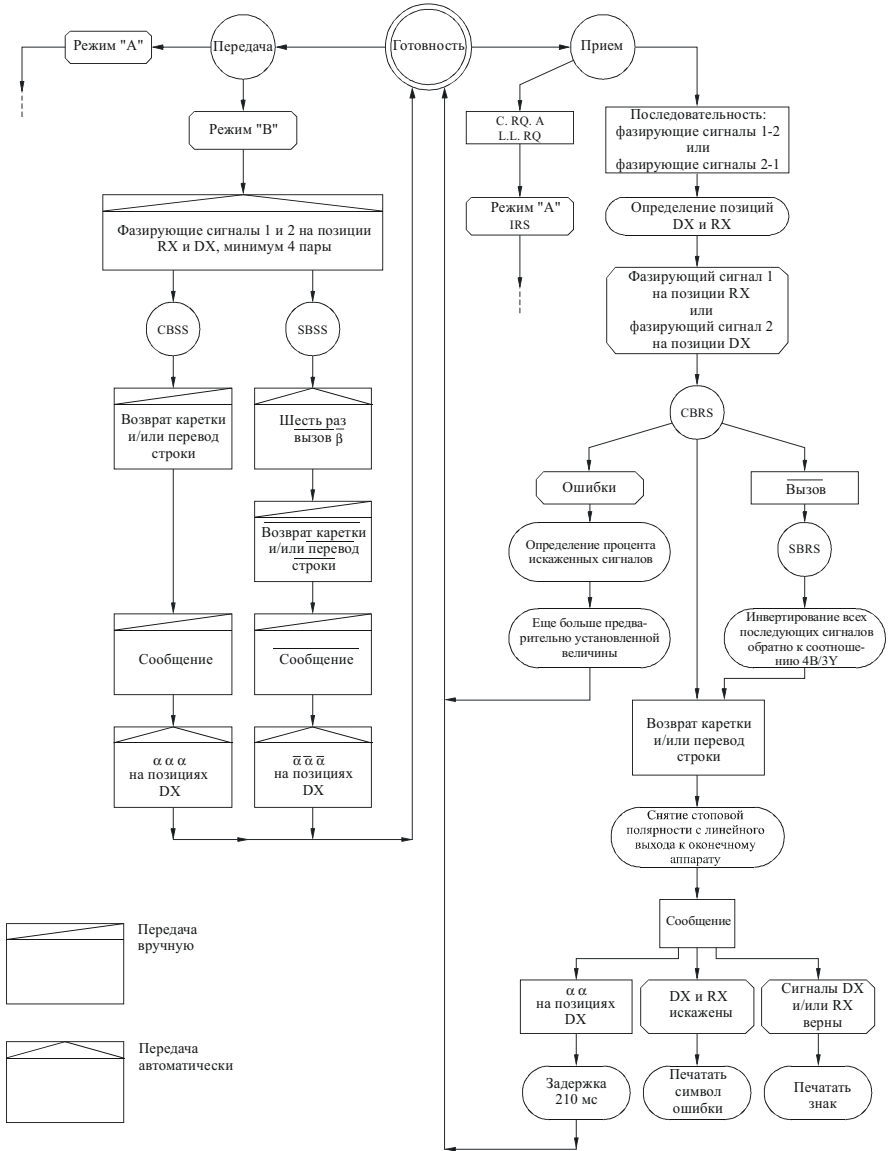 Режим "А"
Передача
Готовность
Прием
Режим "В"
C. RQ. A
L.L. RQ
Последовательность:
фазирующие сигналы 1-2
или
фазирующие сигналы 2-1
Режим "А"
IRS
Определение позиций
DX и RX
Фазирующие сигналы 1 и 2 на позиции
RX и DX, минимум 4 пары
Фазирующий сигнал 1
на позиции RX
или
фазирующий сигнал 2
на позиции DX
CBSS
SBSS
CBRS
Возврат каретки
и/или перевод
строки
Шесть раз
вызов β̅
Ошибки
В̅ы̅з̅о̅в̅
Возврат каретки
и/или перевод
строки
Определение процента
искаженных сигналов
SBRS
Еще больше предва-
рительно установленной
величины
Инвертирование всех
последующих сигналов
обратно к соотноше-
нию 4B/3Y
Сообщение
Сообщение
Возврат каретки
и/или перевод
строки
α α α
на позициях
DX
α̅ α̅ α̅
на позициях
DX
Снятие стоповой
полярности с линейного
выхода к оконечному
аппарату
Сообщение
Передача
вручную
α α
на позициях
DX
DX и RX
искажены
Сигналы DX
и/или RX
верны
Передача
автоматически
Задержка
210 мс
Печатать
символ
ошибки
Печатать
знак